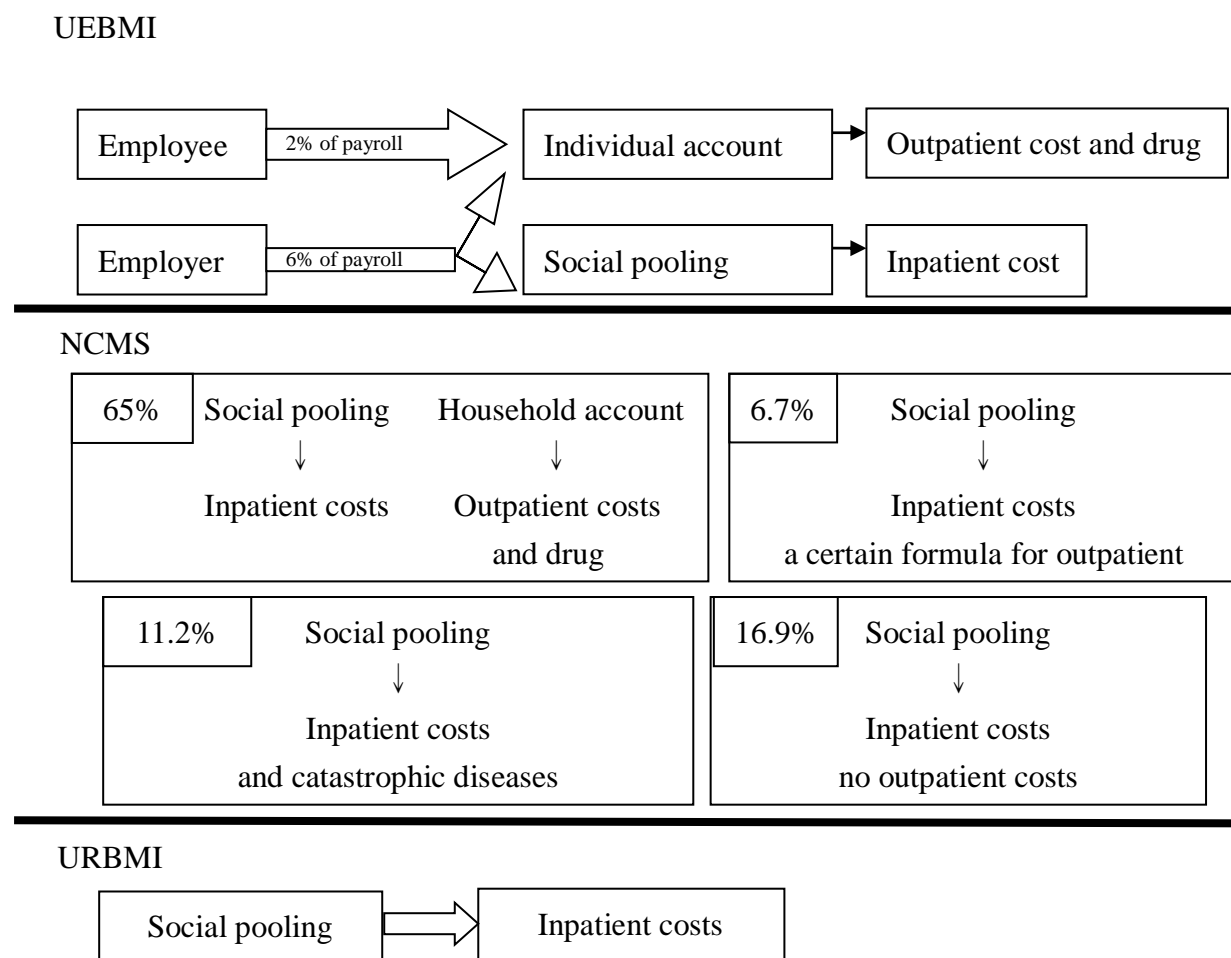 UEBMI
Employee
2% of payroll
Individual account
Outpatient cost and drug
Employer
6% of payroll
Social pooling
Inpatient cost
NCMS
65%
Social pooling
Household account
↓
↓
Inpatient costs
Outpatient costs
and drug
6.7%
Social pooling
↓
Inpatient costs
a certain formula for outpatient
11.2%
Social pooling
↓
Inpatient costs
and catastrophic diseases
16.9%
Social pooling
↓
Inpatient costs
no outpatient costs
URBMI
Social pooling
Inpatient costs